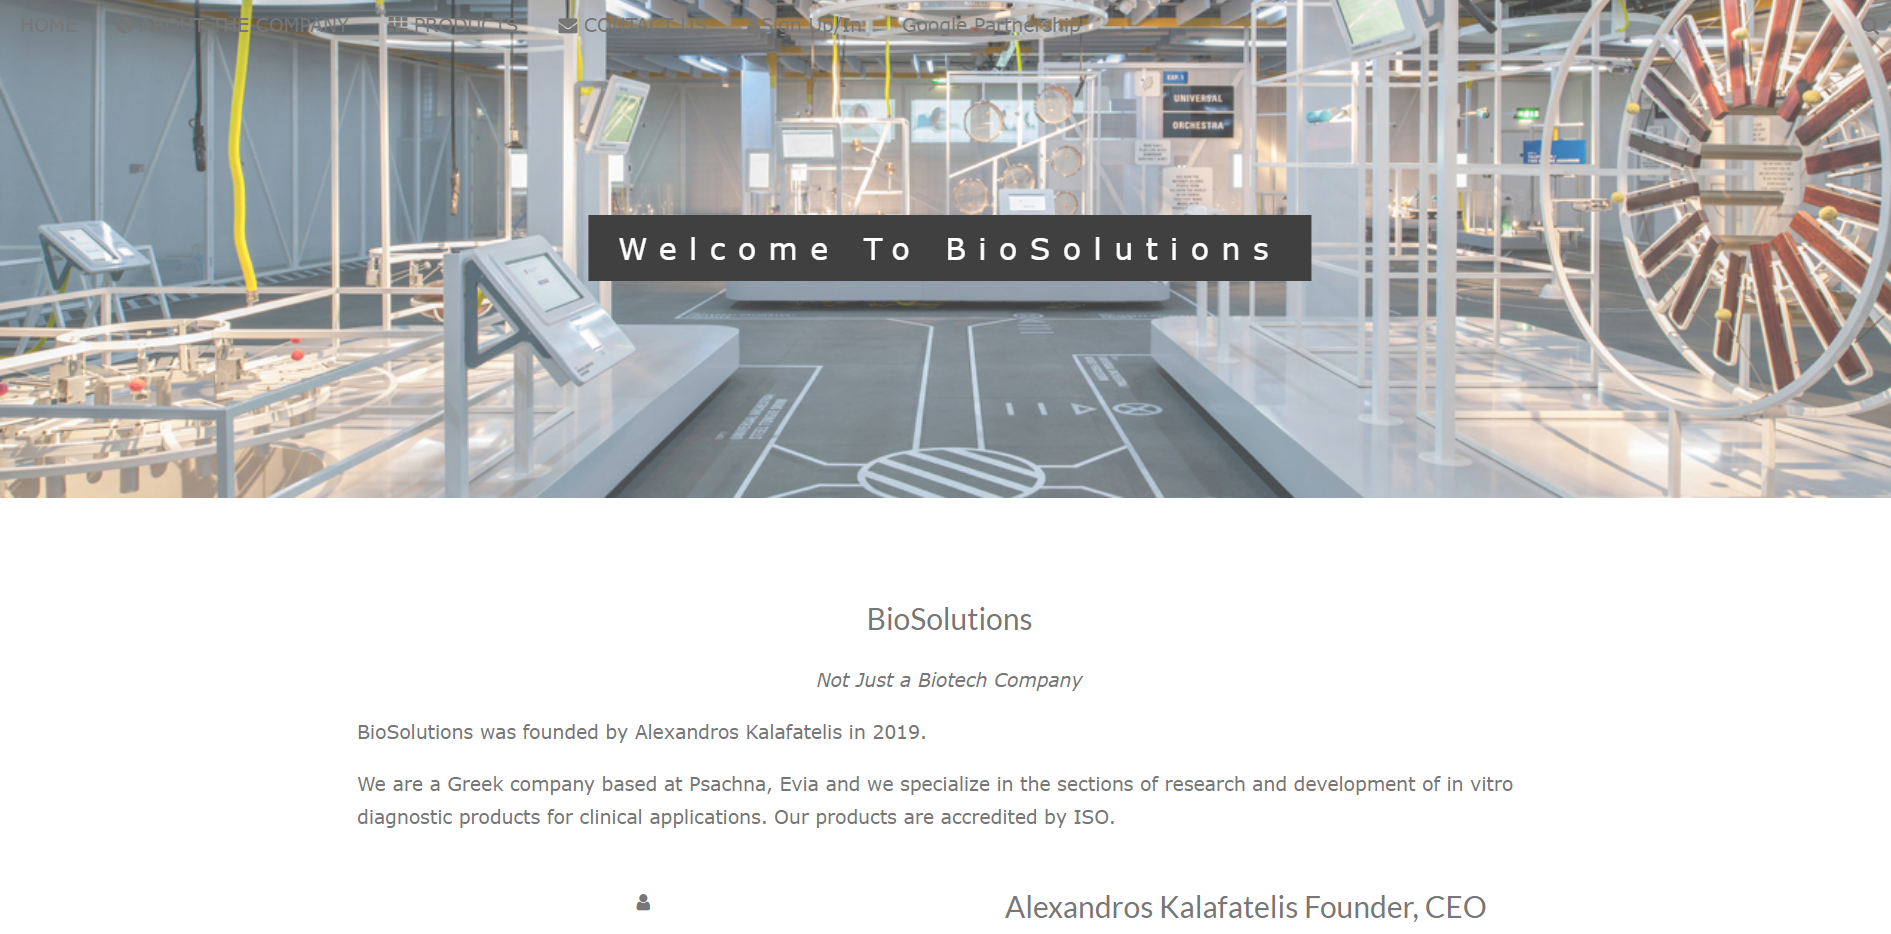 HOME ABOUT THE COMPANY PRODUCTS CONTACT US Sign Up/In Google Partnership
EXP. 1
UNIVERSAL
ORCHESTRA
Welcome To BioSolutions
BioSolutions
Not Just a Biotech Company
BioSolutions was founded by Alexandros Kalafatelis in 2019.
We are a Greek company based at Psachna, Evia and we specialize in the sections of research and development of in vitro
diagnostic products for clinical applications. Our products are accredited by ISO.
Alexandros Kalafatelis Founder, CEO